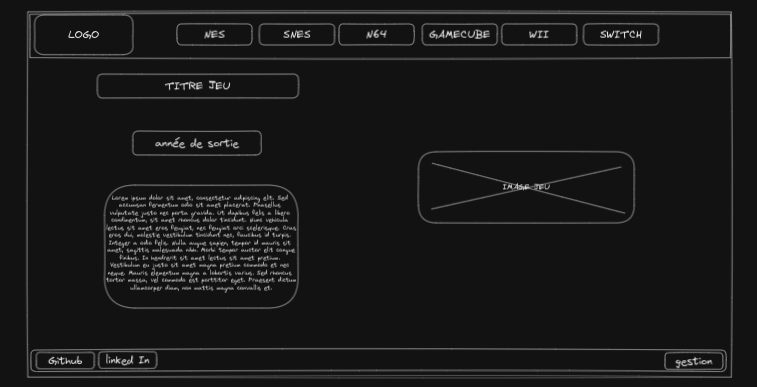 LOGO
NES
SNES
N64
GAMECUBE
WII
SWITCH
TITRE JEU
année de sortie
IMAGE JEU
Lorem ipsum dolor sit amet, consectetur adipiscing elit. Sed
accumsan fermentum odio sit amet placerat. Phasellus
vulputate justo nec porta gravida. Ut dapibus felis a libero
condimentum, sit amet rhoncus dolor tincidunt. Nunc vehicula
lectus sit amet eros feugiat, nec feugiat orci scelerisque. Cras
eros dui, molestie vestibulum tincidunt nec, faucibus id turpis.
Integer a odio felis. Nulla augue sapien, tempor id mauris sit
amet, sagittis malesuada nibh. Morbi tempor auctor elit congue
finibus. In hendrerit sit amet lectus sit amet pretium.
Vestibulum eu justo sit amet magna pretium commodo et nec
neque. Mauris elementum magna a lobortis varius. Sed rhoncus
tortor massa, vel commodo est porttitor eget. Praesent dictum
ullamcorper diam, non mattis magna convallis et.
Github
linked In
gestion